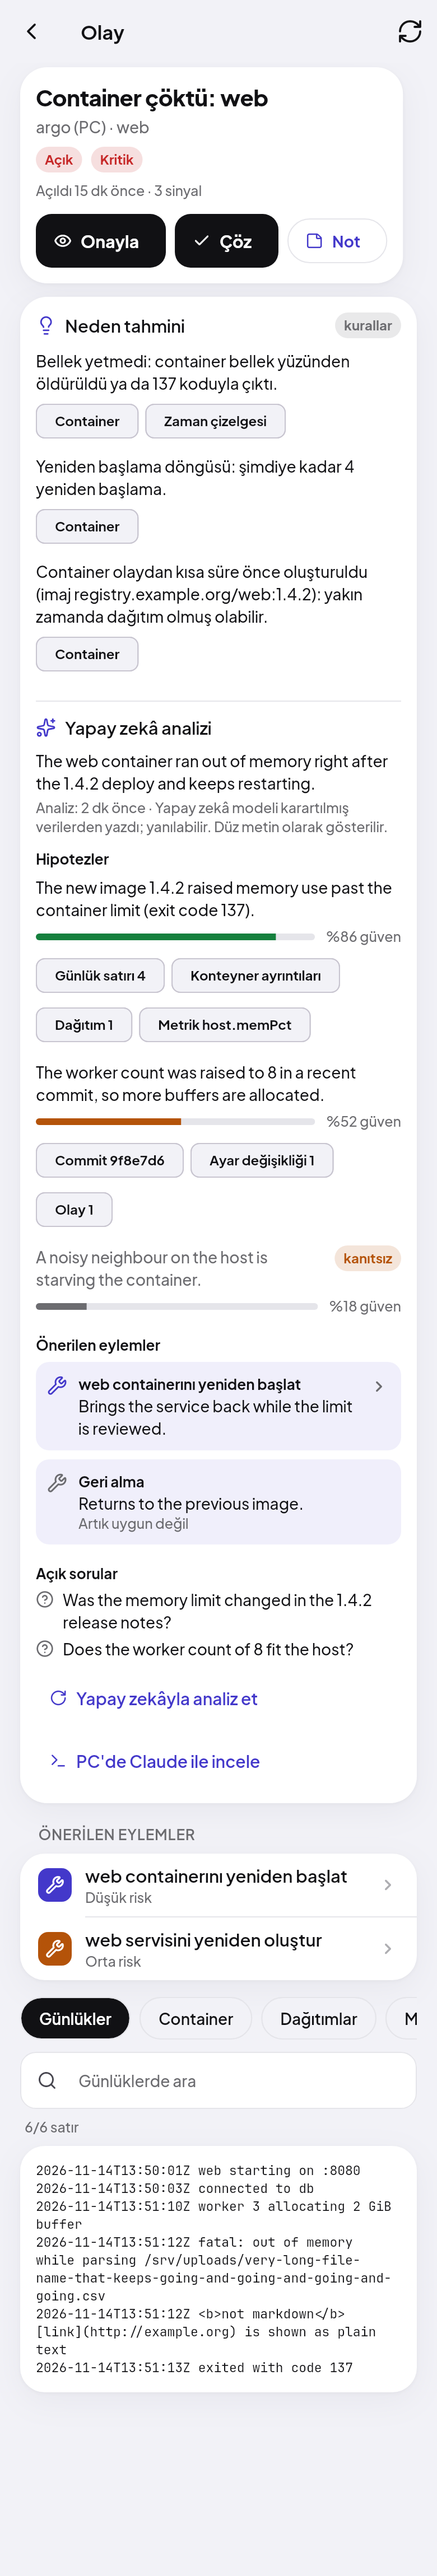 Olay
Container çöktü: web
argo (PC) · web
Açık
Kritik
Açıldı 15 dk önce · 3 sinyal
Onayla
Çöz
Not
Neden tahmini
kurallar
Bellek yetmedi: container bellek yüzünden
öldürüldü ya da 137 koduyla çıktı.
Container
Zaman çizelgesi
Yeniden başlama döngüsü: şimdiye kadar 4
yeniden başlama.
Container
Container olaydan kısa süre önce oluşturuldu
(imaj registry.example.org/web:1.4.2): yakın
zamanda dağıtım olmuş olabilir.
Container
Yapay zekâ analizi
The web container ran out of memory right after
the 1.4.2 deploy and keeps restarting.
Analiz: 2 dk önce · Yapay zekâ modeli karartılmış
verilerden yazdı; yanılabilir. Düz metin olarak gösterilir.
Hipotezler
The new image 1.4.2 raised memory use past the
container limit (exit code 137).
%86 güven
Günlük satırı 4
Konteyner ayrıntıları
Dağıtım 1
Metrik host.memPct
The worker count was raised to 8 in a recent
commit, so more buffers are allocated.
%52 güven
Commit 9f8e7d6
Ayar değişikliği 1
Olay 1
A noisy neighbour on the host is
starving the container.
kanıtsız
%18 güven
Önerilen eylemler
web containerını yeniden başlat
Brings the service back while the limit
is reviewed.
Geri alma
Returns to the previous image.
Artık uygun değil
Açık sorular
Was the memory limit changed in the 1.4.2
release notes?
Does the worker count of 8 fit the host?
Yapay zekâyla analiz et
PC'de Claude ile incele
ÖNERİLEN EYLEMLER
web containerını yeniden başlat
Düşük risk
web servisini yeniden oluştur
Orta risk
Günlükler
Container
Dağıtımlar
M
Günlüklerde ara
6/6 satır
2026-11-14T13:50:01Z web starting on :8080
2026-11-14T13:50:03Z connected to db
2026-11-14T13:51:10Z worker 3 allocating 2 GiB
buffer
2026-11-14T13:51:12Z fatal: out of memory
while parsing /srv/uploads/very-long-file-
name-that-keeps-going-and-going-and-going-and-
going.csv
2026-11-14T13:51:12Z <b>not markdown</b>
[link](http://example.org) is shown as plain
text
2026-11-14T13:51:13Z exited with code 137